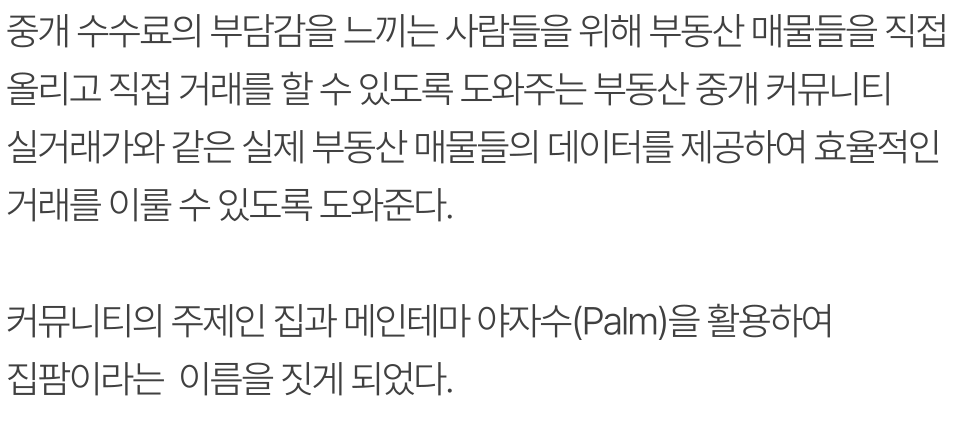 중개 수수료의 부담감을 느끼는 사람들을 위해 부동산 매물들을 직접
올리고 직접 거래를 할 수 있도록 도와주는 부동산 중개 커뮤니티
실거래가와 같은 실제 부동산 매물들의 데이터를 제공하여 효율적인
거래를 이룰 수 있도록 도와준다.
커뮤니티의 주제인 집과 메인테마 야자수(Palm)을 활용하여
집팜이라는 이름을 짓게 되었다.